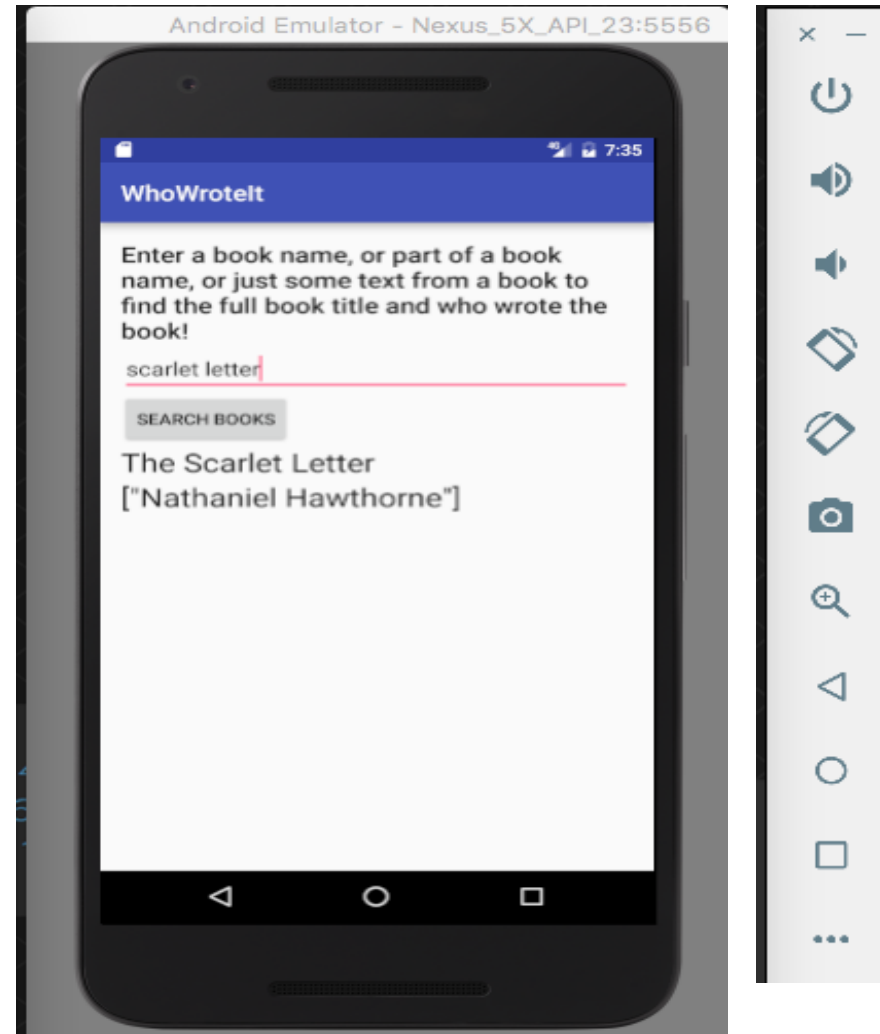 Android Emulator - Nexus_5X_API_23:5556
4G 7:35
WhoWroteIt
Enter a book name, or part of a book
name, or just some text from a book to
find the full book title and who wrote the
book!
scarlet letter
SEARCH BOOKS
The Scarlet Letter
["Nathaniel Hawthorne"]